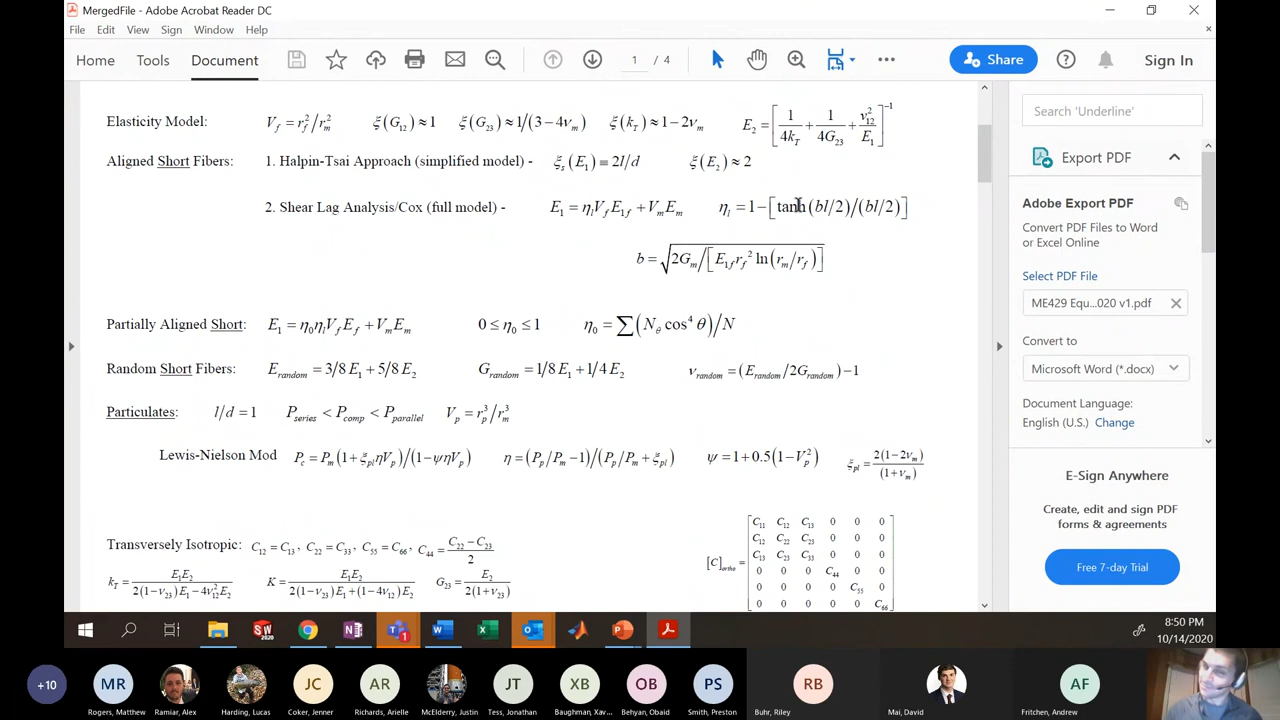 MergedFile - Adobe Acrobat Reader DC
File Edit View Sign Window Help
Home Tools Document 1 / 4 Share Sign In
Elasticity Model: V_f = r_f^2/r_m^2 ξ(G_12) ≈ 1 ξ(G_23) ≈ 1/(3−4ν_m) ξ(k_T) ≈ 1−2ν_m E_2 = [1/(4k_T) + 1/(4G_23) + ν_12^2/E_1]^−1
Aligned Short Fibers: 1. Halpin-Tsai Approach (simplified model) - ξ_s(E_1) = 2l/d ξ(E_2) ≈ 2
2. Shear Lag Analysis/Cox (full model) - E_1 = η_l V_f E_1f + V_m E_m η_l = 1−[tanh(bl/2)/(bl/2)]
b = √(2G_m/[E_1f r_f^2 ln(r_m/r_f)])
Partially Aligned Short: E_1 = η_0 η_l V_f E_f + V_m E_m 0 ≤ η_0 ≤ 1 η_0 = ∑(N_θ cos^4 θ)/N
Random Short Fibers: E_random = 3/8 E_1 + 5/8 E_2 G_random = 1/8 E_1 + 1/4 E_2 ν_random = (E_random/2G_random) − 1
Particulates: l/d = 1 P_series < P_comp < P_parallel V_p = r_p^3/r_m^3
Lewis-Nielson Mod P_c = P_m(1+ξ_pl ηV_p)/(1−ψηV_p) η = (P_p/P_m −1)/(P_p/P_m + ξ_pl) ψ = 1+0.5(1−V_p^2) ξ_pl = 2(1−2ν_m)/(1+ν_m)
Transversely Isotropic: C_12 = C_13, C_22 = C_33, C_55 = C_66, C_44 = (C_22 − C_23)/2
k_T = E_1E_2/(2(1−ν_23)E_1 −4ν_12^2 E_2) K = E_1E_2/(2(1−ν_23)E_1+(1−4ν_12)E_2) G_23 = E_2/(2(1+ν_23))
[C]_ortho =
C_11 C_12 C_13 0 0 0
C_12 C_22 C_23 0 0 0
C_13 C_23 C_33 0 0 0
0 0 0 C_44 0 0
0 0 0 0 C_55 0
0 0 0 0 0 C_66
Search 'Underline'
Export PDF
Adobe Export PDF
Convert PDF Files to Word
or Excel Online
Select PDF File
ME429 Equ...020 v1.pdf
Convert to
Microsoft Word (*.docx)
Document Language:
English (U.S.) Change
E-Sign Anywhere
Create, edit and sign PDF
forms & agreements
Free 7-day Trial
SW
2020
8:50 PM
10/14/2020
+10 MR JC AR JT XB OB PS RB AF
Rogers, Matthew Ramiar, Alex Harding, Lucas Coker, Jenner Richards, Arielle McElderry, Justin Tess, Jonathan Baughman, Xav... Behyan, Obaid Smith, Preston Buhr, Riley Mai, David Fritchen, Andrew